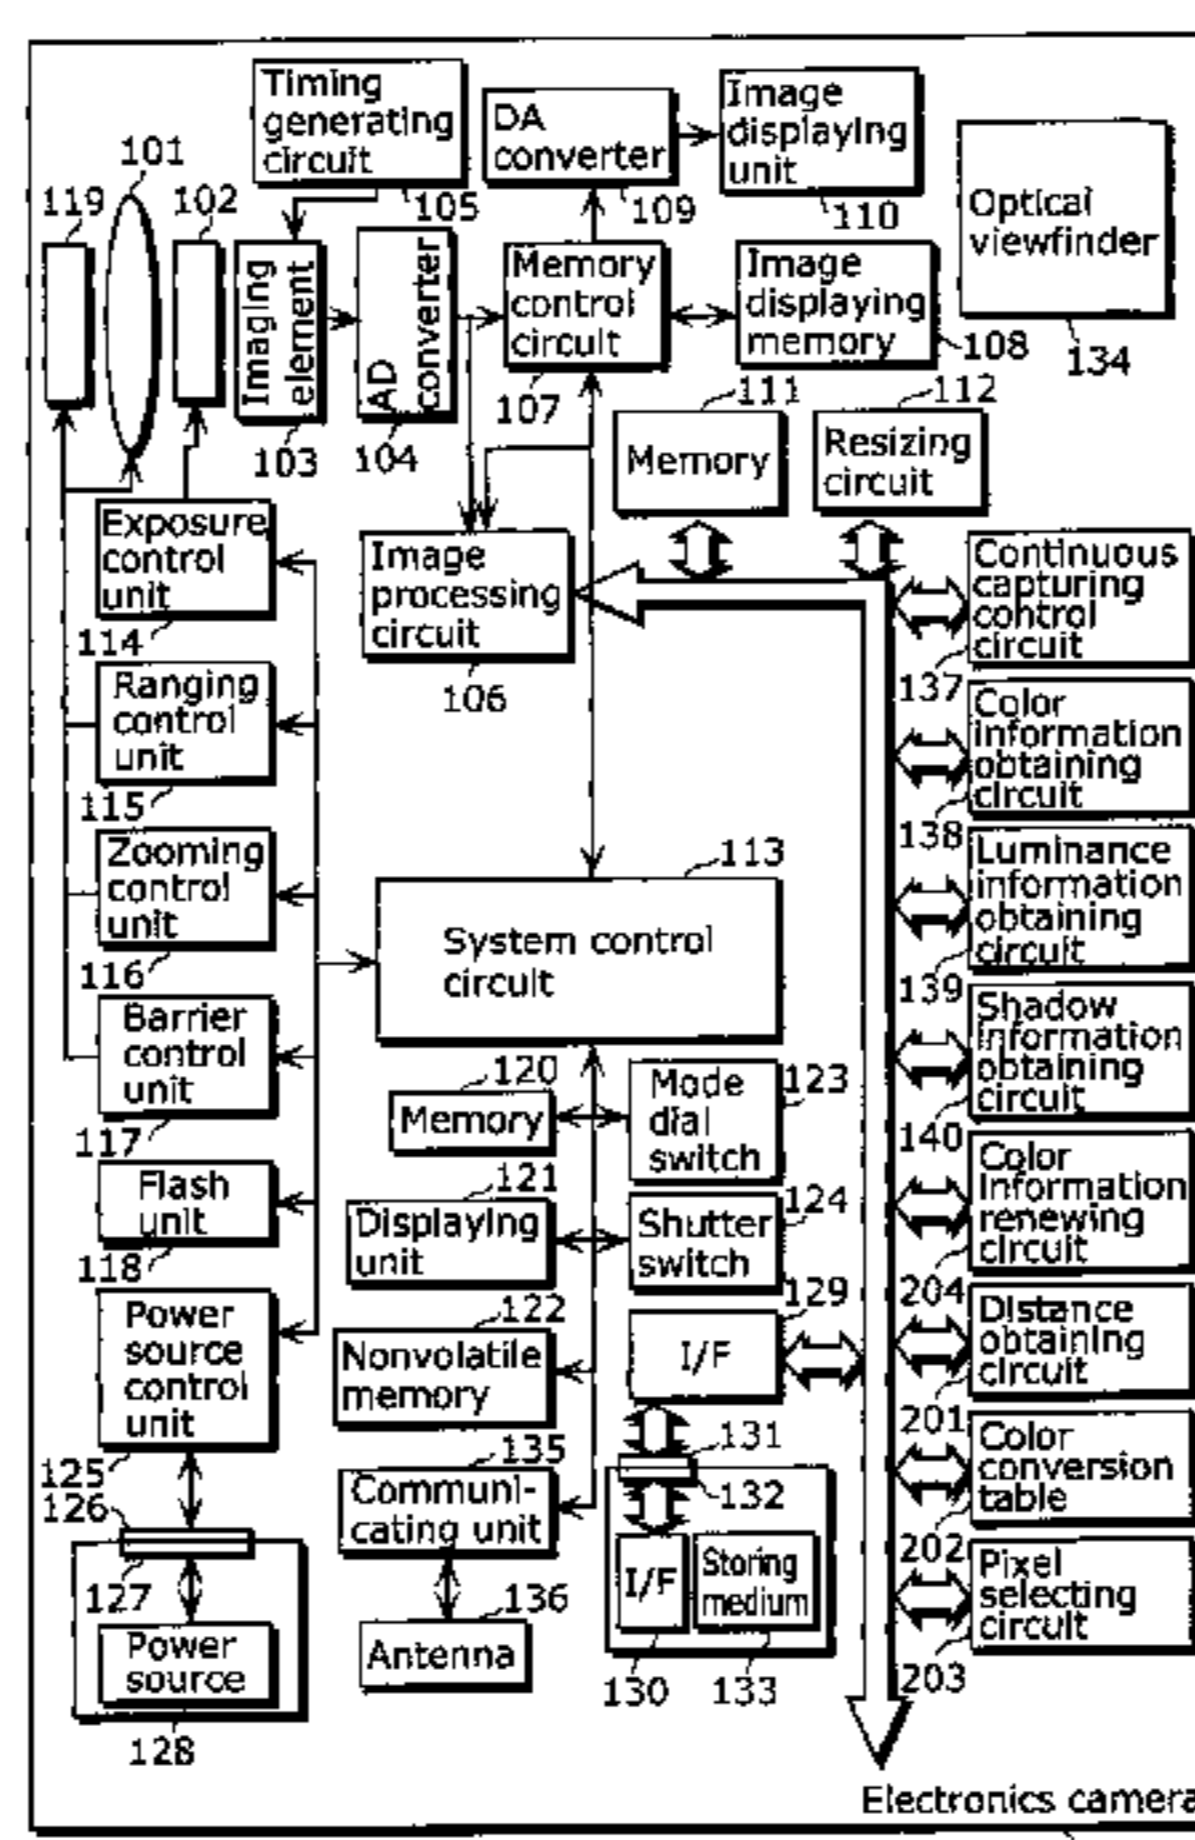 Timing
generating
circuit
105
DA
converter
109
Image
displaying
unit
110
Optical
viewfinder
134
119
101
102
Imaging
element
103
AD
converter
104
Memory
control
circuit
107
Image
displaying
memory
108
111
Memory
112
Resizing
circuit
Exposure
control
unit
114
Image
processing
circuit
106
Continuous
capturing
control
circuit
137
Ranging
control
unit
115
Color
information
obtaining
circuit
138
Zooming
control
unit
116
113
System control
circuit
Luminance
information
obtaining
circuit
139
Barrier
control
unit
117
Shadow
information
obtaining
circuit
140
120
Memory
Mode
dial
switch
123
Flash
unit
118
121
Displaying
unit
Shutter
switch
124
Color
information
renewing
circuit
204
Power
source
control
unit
125
122
Nonvolatile
memory
129
I/F
Distance
obtaining
circuit
201
126
127
Power
source
128
135
Communi-
cating unit
136
Antenna
131
132
I/F
130
Storing
medium
133
Color
conversion
table
202
Pixel
selecting
circuit
203
Electronics camera